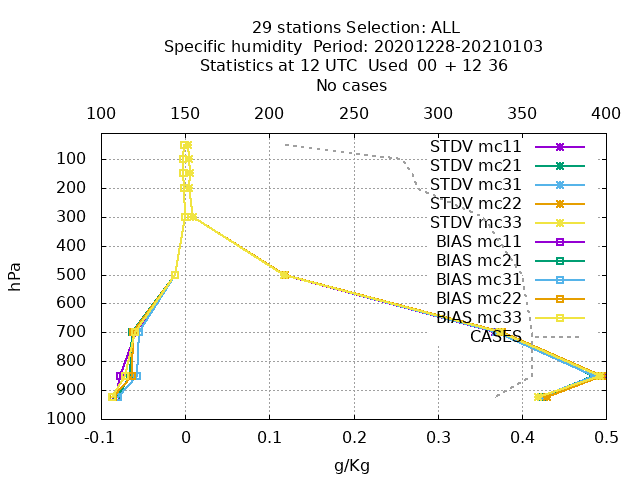 29 stations Selection: ALL
Specific humidity  Period: 20201228-20210103
Statistics at 12 UTC  Used  00 + 12 36
No cases
100 150 200 250 300 350 400
STDV mc11
STDV mc21
STDV mc31
STDV mc22
STDV mc33
BIAS mc11
BIAS mc21
BIAS mc31
BIAS mc22
BIAS mc33
CASES
100
200
300
400
500
600
700
800
900
1000
hPa
-0.1 0 0.1 0.2 0.3 0.4 0.5
g/Kg